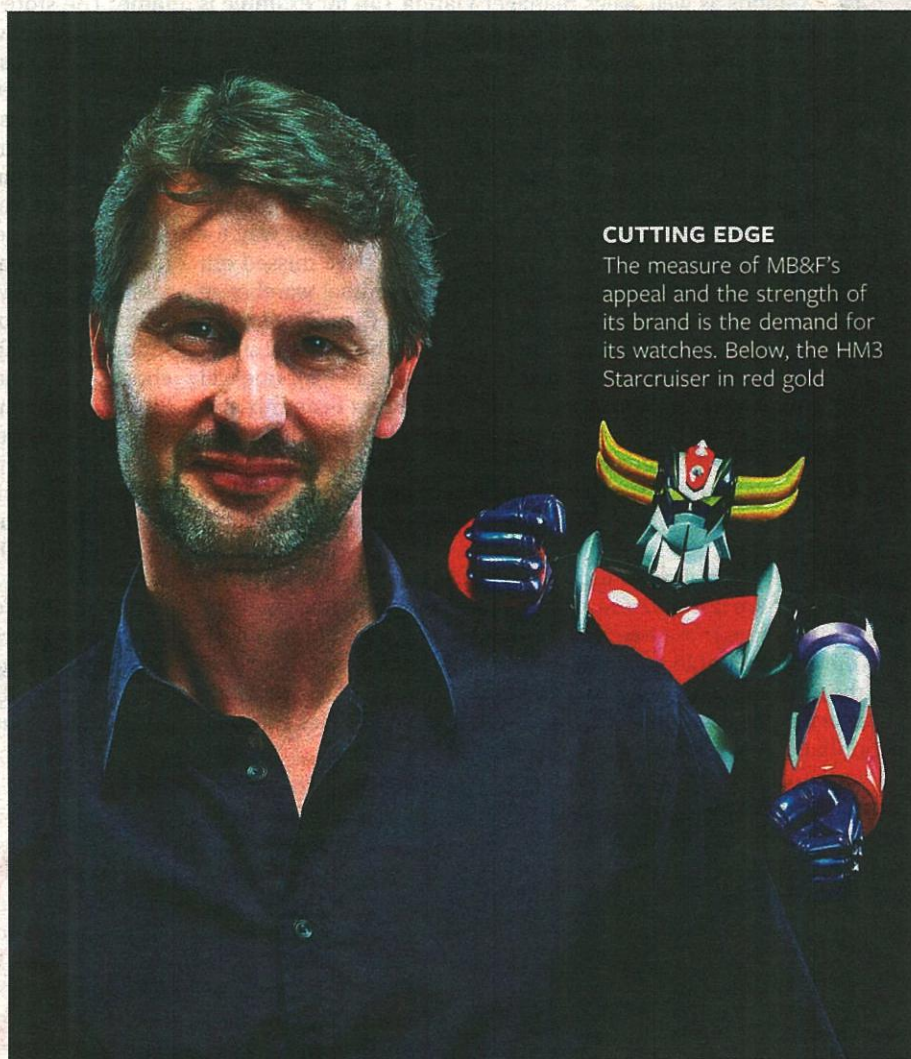 CUTTING EDGE
The measure of MB&F's
appeal and the strength of
its brand is the demand for
its watches. Below, the HM3
Starcruiser in red gold